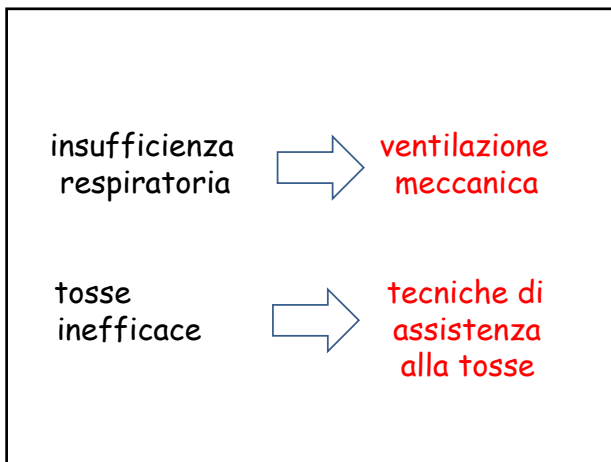 insufficienza
respiratoria
ventilazione
meccanica
tosse
inefficace
tecniche di
assistenza
alla tosse